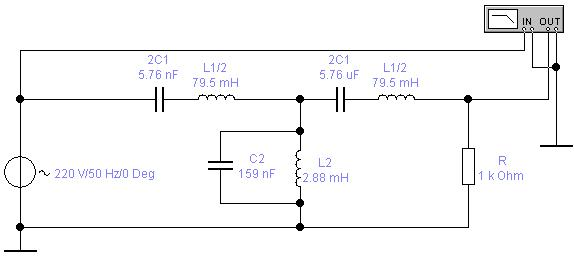 IN OUT
2C1
5.76 nF
L1/2
79.5 mH
2C1
5.76 uF
L1/2
79.5 mH
C2
159 nF
L2
2.88 mH
R
1 k Ohm
220 V/50 Hz/0 Deg